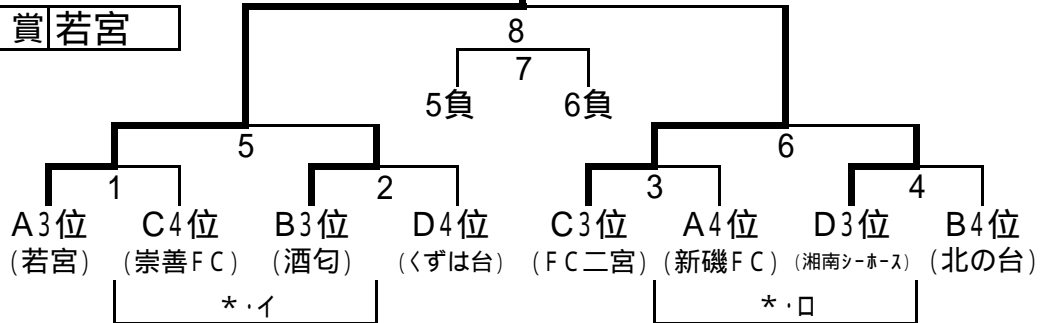 賞 若宮
8
7
5負 6負
5 6
1 2 3 4
A3位 C4位 B3位 D4位 C3位 A4位 D3位 B4位
(若宮) (崇善FC) (酒匂) (くずは台) (FC二宮) (新磯FC) (湘南シーホース) (北の台)
*・イ *・ロ